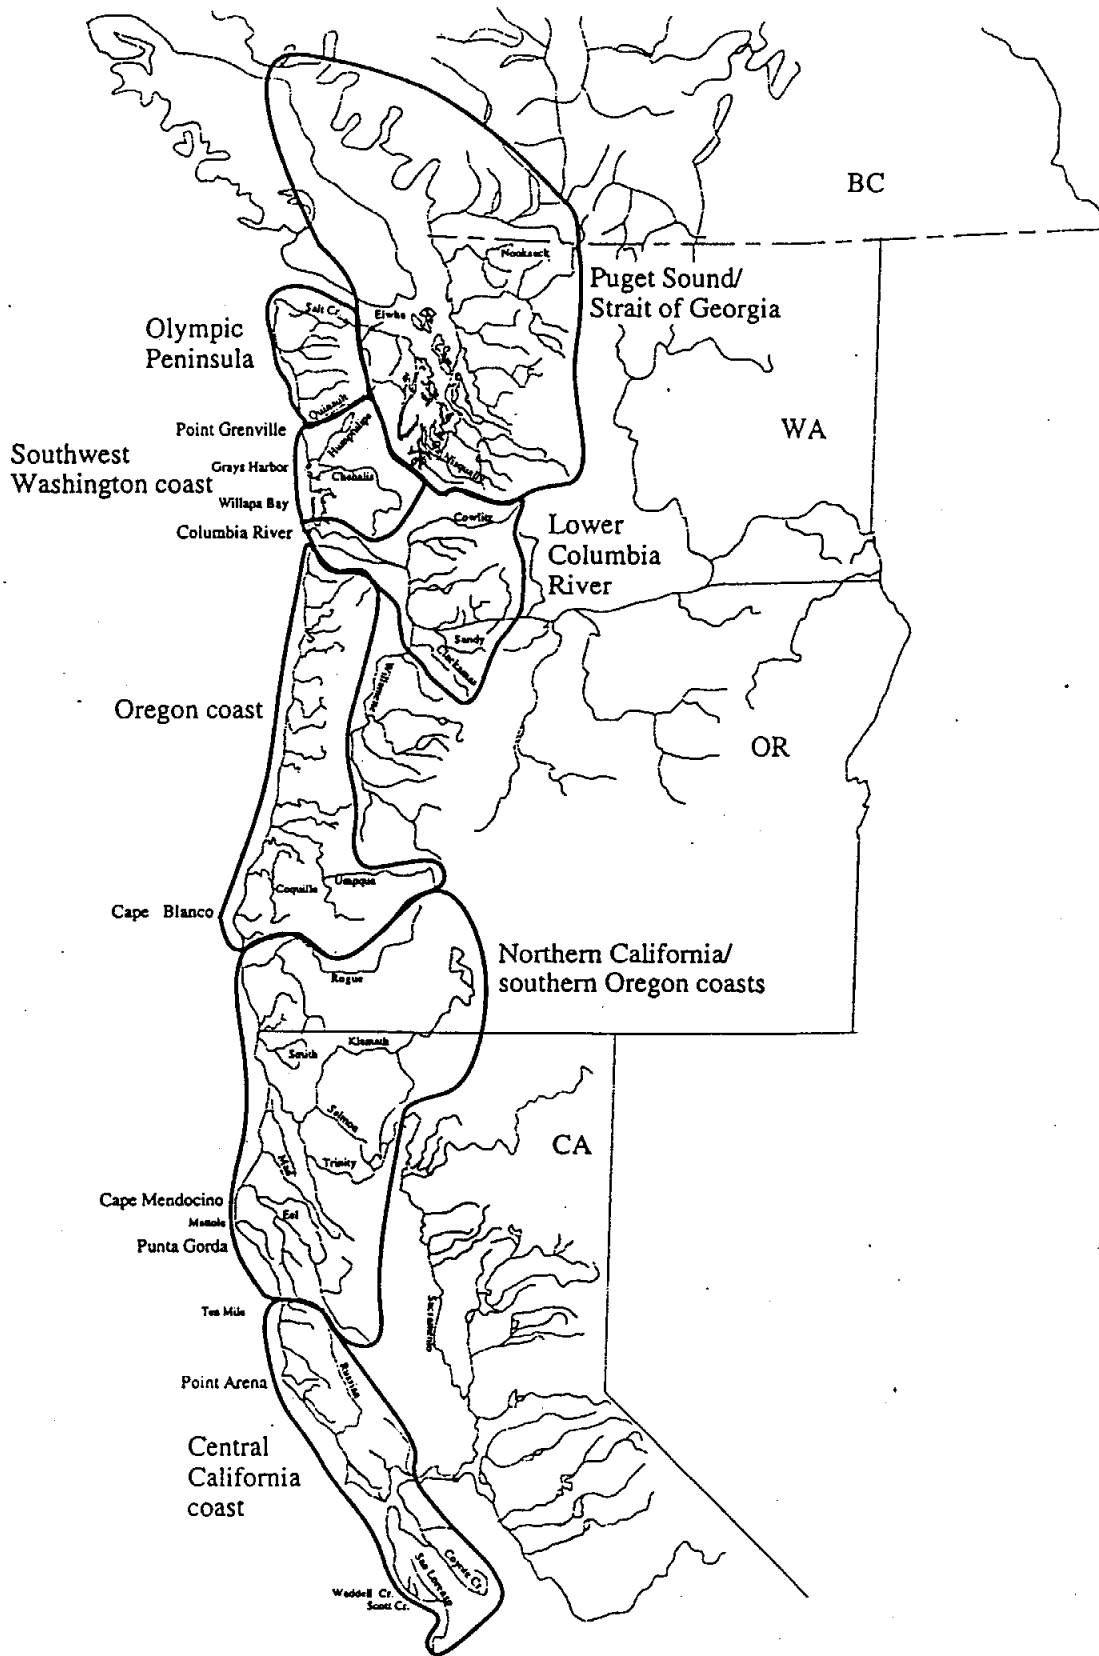 BC
Nooksack
Puget Sound/
Strait of Georgia
Salt Cr.
Elwha
Olympic
Peninsula
Quinault
Point Grenville
Humptulips
WA
Southwest
Washington coast
Grays Harbor
Chehalis
Nisqually
Willapa Bay
Columbia River
Cowlitz
Lower
Columbia
River
Sandy
Clackamas
Willamette
Oregon coast
OR
Umpqua
Coquille
Cape Blanco
Northern California/
southern Oregon coasts
Rogue
Klamath
Smith
Salmon
CA
Trinity
Mad
Cape Mendocino
Mattole
Eel
Punta Gorda
Sacramento
Ten Mile
Russian
Point Arena
Central
California
coast
Coyote Cr.
San Lorenzo
Waddell Cr.
Scott Cr.